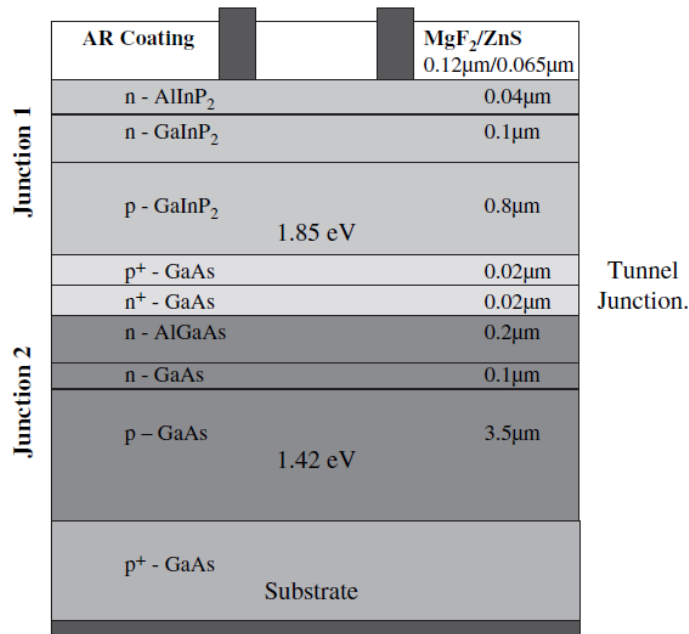 AR Coating
MgF₂/ZnS
0.12μm/0.065μm
n - AlInP₂
0.04μm
n - GaInP₂
0.1μm
Junction 1
p - GaInP₂
0.8μm
1.85 eV
p⁺ - GaAs
0.02μm
n⁺ - GaAs
0.02μm
Tunnel
Junction.
n - AlGaAs
0.2μm
n - GaAs
0.1μm
Junction 2
p – GaAs
3.5μm
1.42 eV
p⁺ - GaAs
Substrate